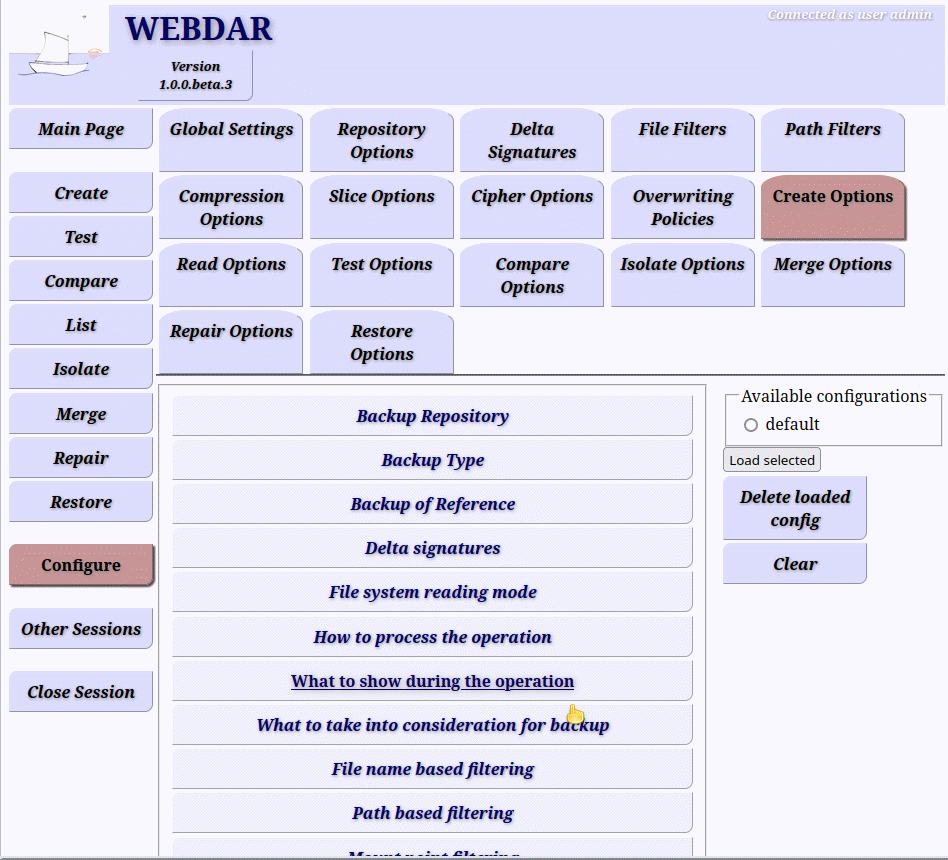 Connected as user admin
WEBDAR
Version
1.0.0.beta.3
Main Page
Create
Test
Compare
List
Isolate
Merge
Repair
Restore
Configure
Other Sessions
Close Session
Global Settings
Repository
Options
Delta
Signatures
File Filters
Path Filters
Compression
Options
Slice Options
Cipher Options
Overwriting
Policies
Create Options
Read Options
Test Options
Compare
Options
Isolate Options
Merge Options
Repair Options
Restore
Options
Backup Repository
Backup Type
Backup of Reference
Delta signatures
File system reading mode
How to process the operation
What to show during the operation
What to take into consideration for backup
File name based filtering
Path based filtering
Mount point filtering
Available configurations
default
Load selected
Delete loaded
config
Clear